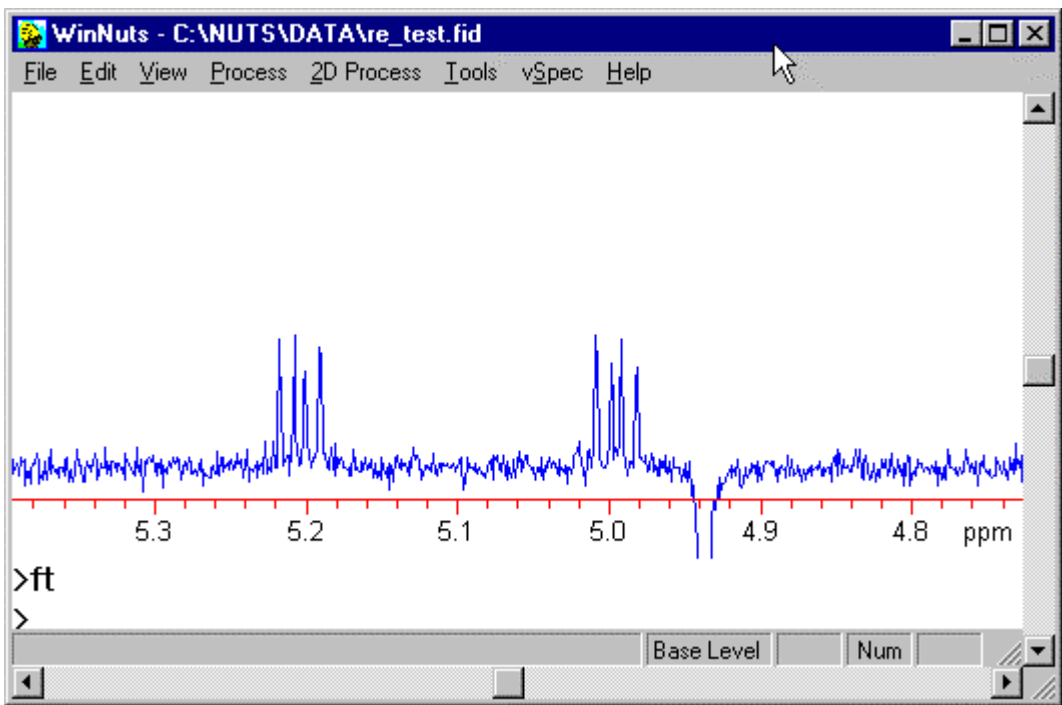 WinNuts - C:\NUTS\DATA\re_test.fid
File Edit View Process 2D Process Tools vSpec Help
5.3 5.2 5.1 5.0 4.9 4.8 ppm
>ft
>
Base Level Num